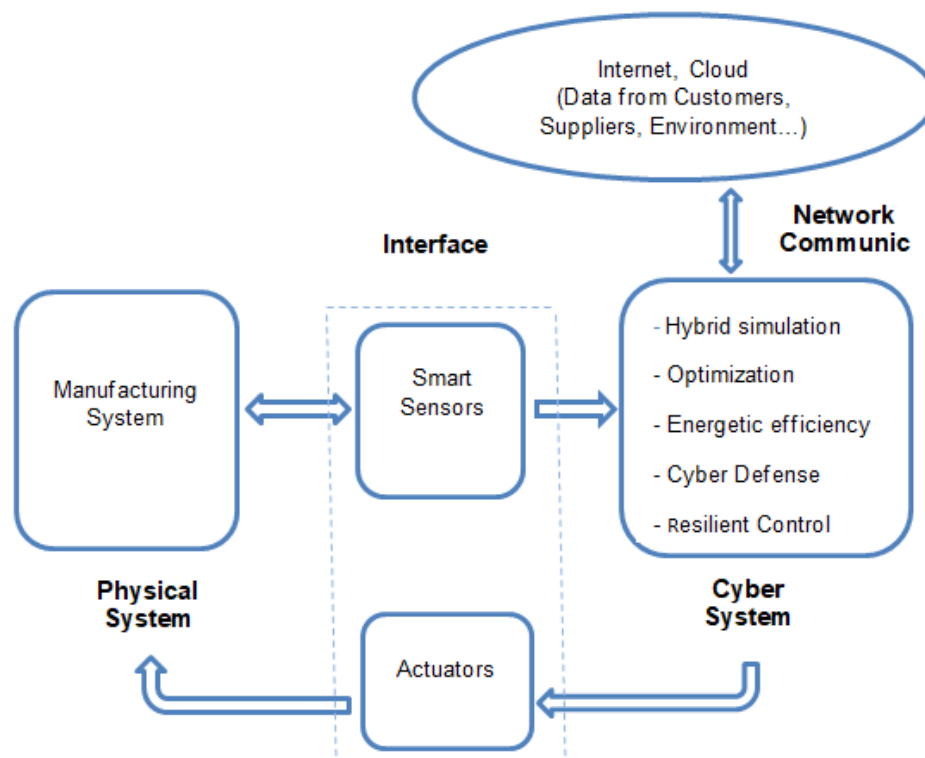 Internet, Cloud
(Data from Customers,
Suppliers, Environment...)
Network
Communic
Interface
Manufacturing
System
Smart
Sensors
- Hybrid simulation
- Optimization
- Energetic efficiency
- Cyber Defense
- Resilient Control
Physical
System
Cyber
System
Actuators